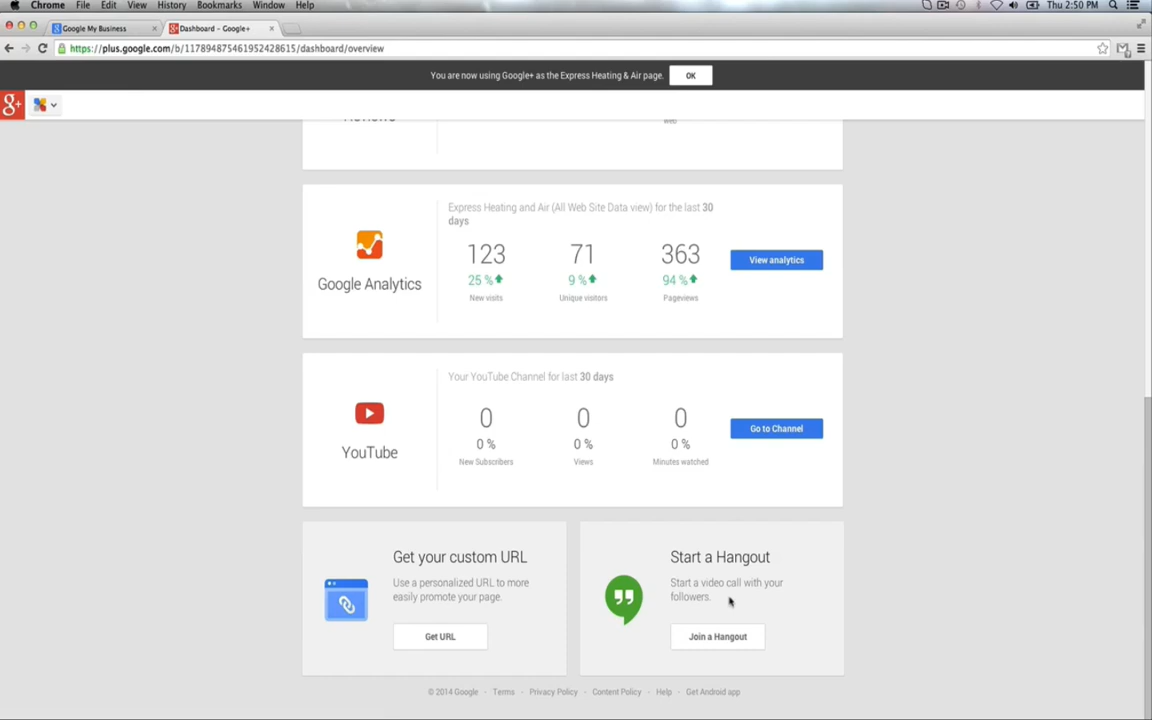 Chrome File Edit View History Bookmarks Window Help Thu 2:50 PM
Google My Business
Dashboard - Google+
https://plus.google.com/b/117894875461952428615/dashboard/overview
You are now using Google+ as the Express Heating & Air page. OK
g+
Web
Express Heating and Air (All Web Site Data view) for the last 30
days
123 71 363
25 % 9 % 94 %
New visits Unique visitors Pageviews
View analytics
Google Analytics
Your YouTube Channel for last 30 days
0 0 0
0 % 0 % 0 %
New Subscribers Views Minutes watched
Go to Channel
YouTube
Get your custom URL
Use a personalized URL to more
easily promote your page.
Get URL
Start a Hangout
Start a video call with your
followers.
Join a Hangout
© 2014 Google - Terms - Privacy Policy - Content Policy - Help - Get Android app